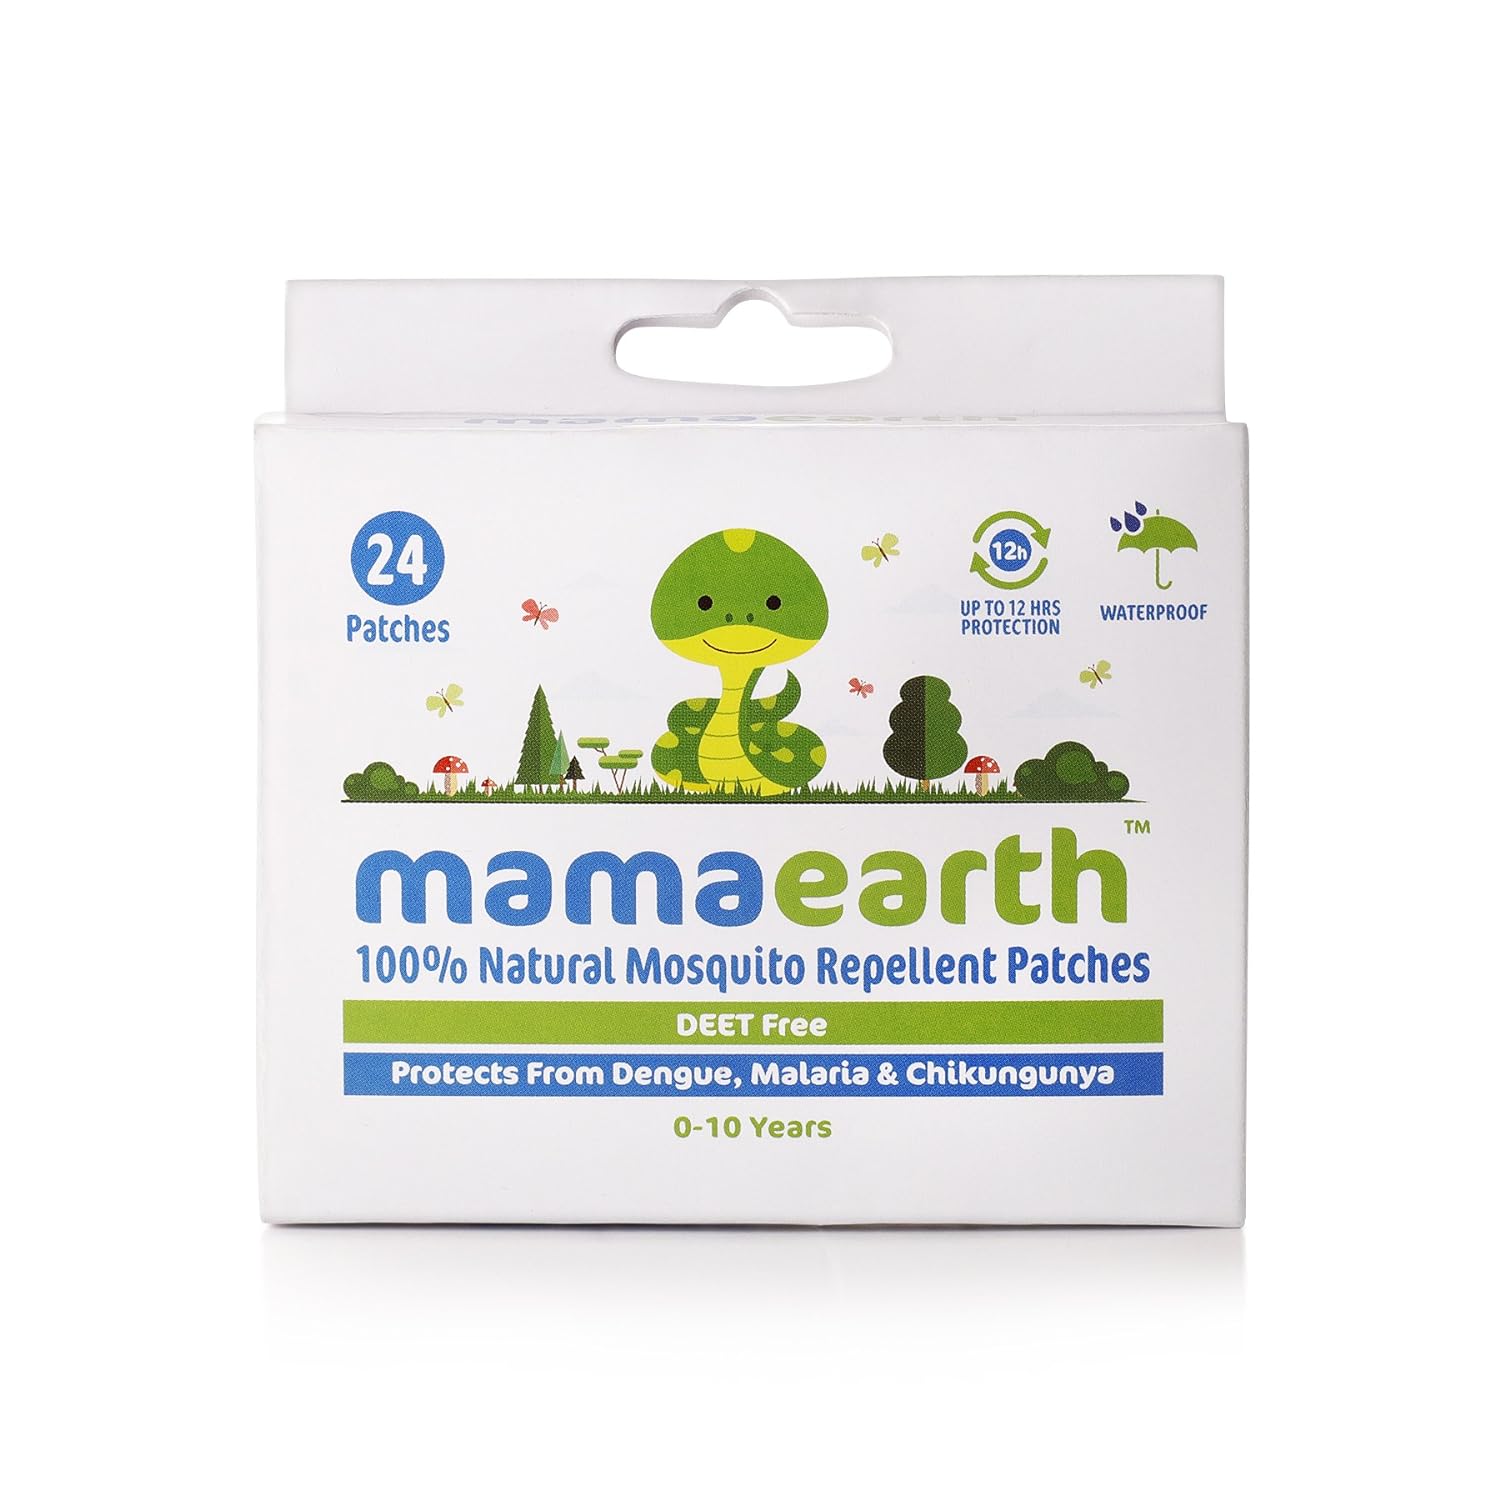 mamaearth
24
Patches
12h
UP TO 12 HRS
PROTECTION
WATERPROOF
mamaearth™
100% Natural Mosquito Repellent Patches
DEET Free
Protects From Dengue, Malaria & Chikungunya
0-10 Years